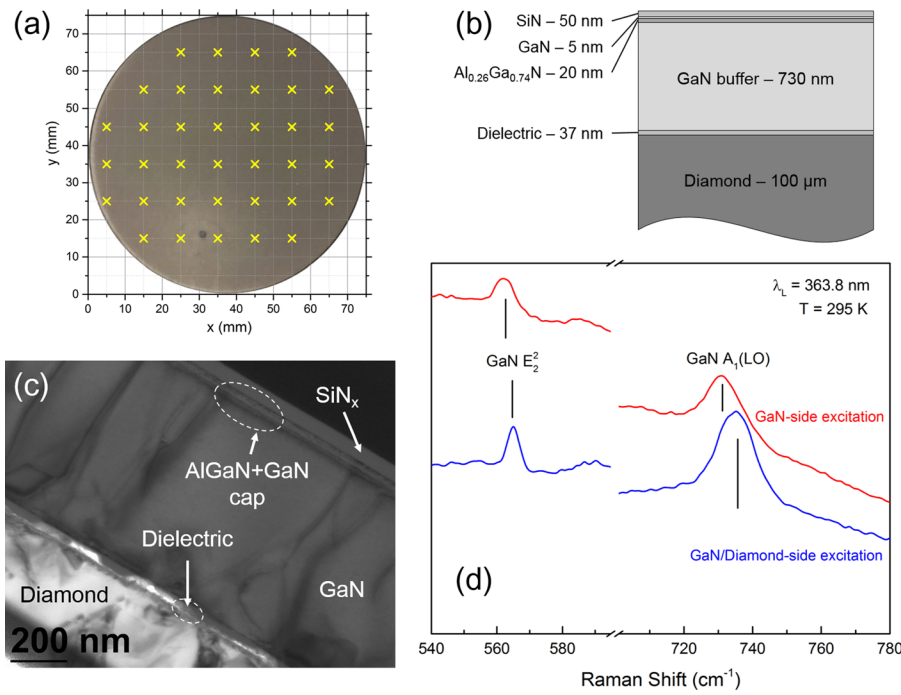 (a)
70
60
50
40
30
20
10
0
y (mm)
0 10 20 30 40 50 60 70
x (mm)
(b)
SiN – 50 nm
GaN – 5 nm
Al0.26Ga0.74N – 20 nm
GaN buffer – 730 nm
Dielectric – 37 nm
Diamond – 100 µm
(c)
SiNx
AlGaN+GaN
cap
Dielectric
GaN
Diamond
200 nm
λL = 363.8 nm
T = 295 K
GaN E22
GaN A1(LO)
GaN-side excitation
GaN/Diamond-side excitation
(d)
540 560 580 720 740 760 780
Raman Shift (cm-1)